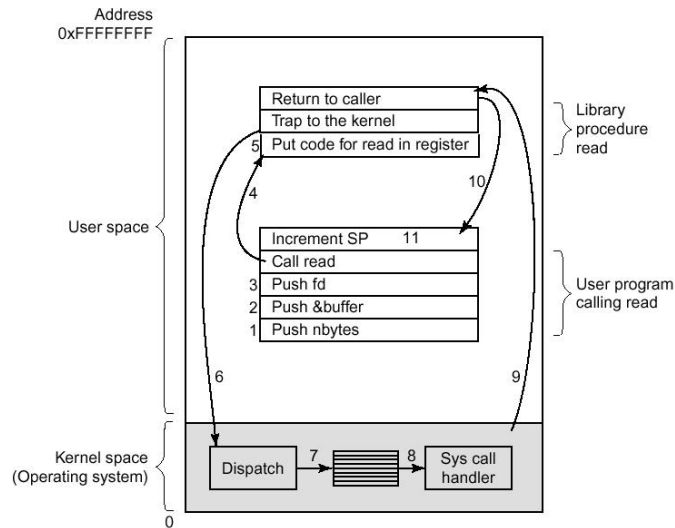 Address
0xFFFFFFFF
Return to caller
Trap to the kernel
5 Put code for read in register
Library
procedure
read
4
10
User space
Increment SP 11
Call read
3 Push fd
2 Push &buffer
1 Push nbytes
User program
calling read
6
9
Kernel space
(Operating system)
Dispatch
7
8
Sys call
handler
0